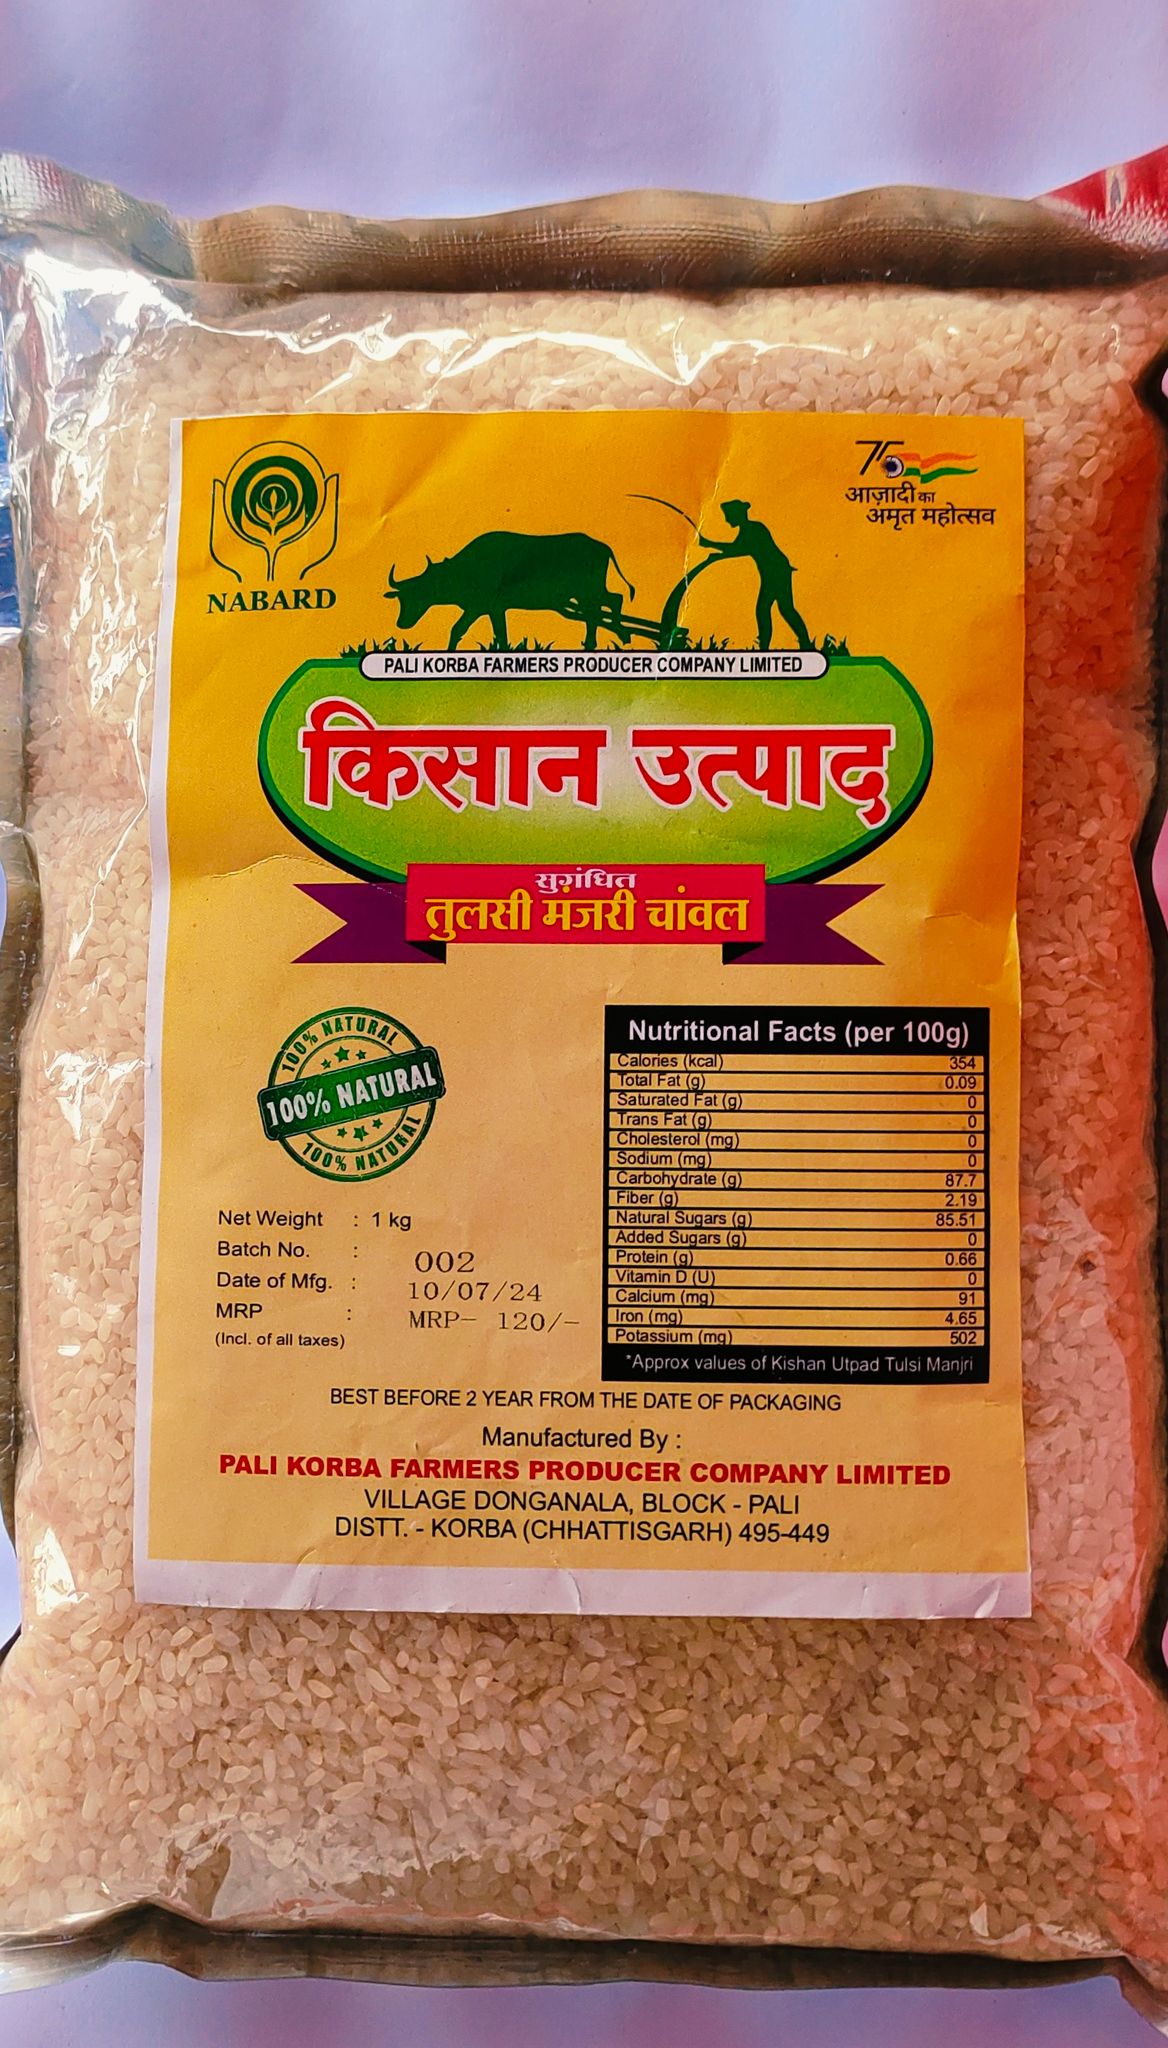 NABARD
75
आज़ादी का
अमृत महोत्सव
PALI KORBA FARMERS PRODUCER COMPANY LIMITED
किसान उत्पाद
सुगंधित
तुलसी मंजरी चांवल
100% NATURAL
100% NATURAL
100% NATURAL
Net Weight : 1 kg
Batch No. : 002
Date of Mfg. : 10/07/24
MRP : MRP- 120/-
(Incl. of all taxes)
Nutritional Facts (per 100g)
Calories (kcal) 354
Total Fat (g) 0.09
Saturated Fat (g) 0
Trans Fat (g) 0
Cholesterol (mg) 0
Sodium (mg) 0
Carbohydrate (g) 87.7
Fiber (g) 2.19
Natural Sugars (g) 85.51
Added Sugars (g) 0
Protein (g) 0.66
Vitamin D (U) 0
Calcium (mg) 91
Iron (mg) 4.65
Potassium (mg) 502
*Approx values of Kishan Utpad Tulsi Manjri
BEST BEFORE 2 YEAR FROM THE DATE OF PACKAGING
Manufactured By :
PALI KORBA FARMERS PRODUCER COMPANY LIMITED
VILLAGE DONGANALA, BLOCK - PALI
DISTT. - KORBA (CHHATTISGARH) 495-449